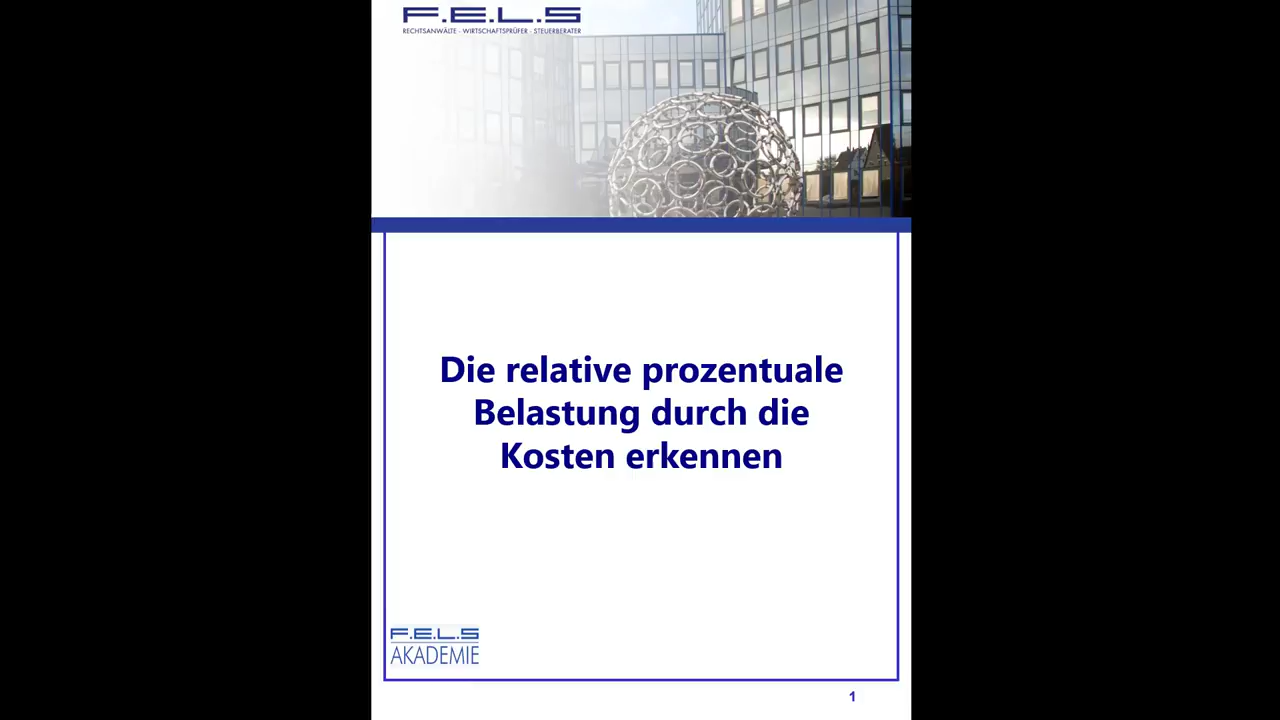 F.E.L.S
RECHTSANWÄLTE - WIRTSCHAFTSPRÜFER - STEUERBERATER
Die relative prozentuale
Belastung durch die
Kosten erkennen
F.E.L.S
AKADEMIE
1